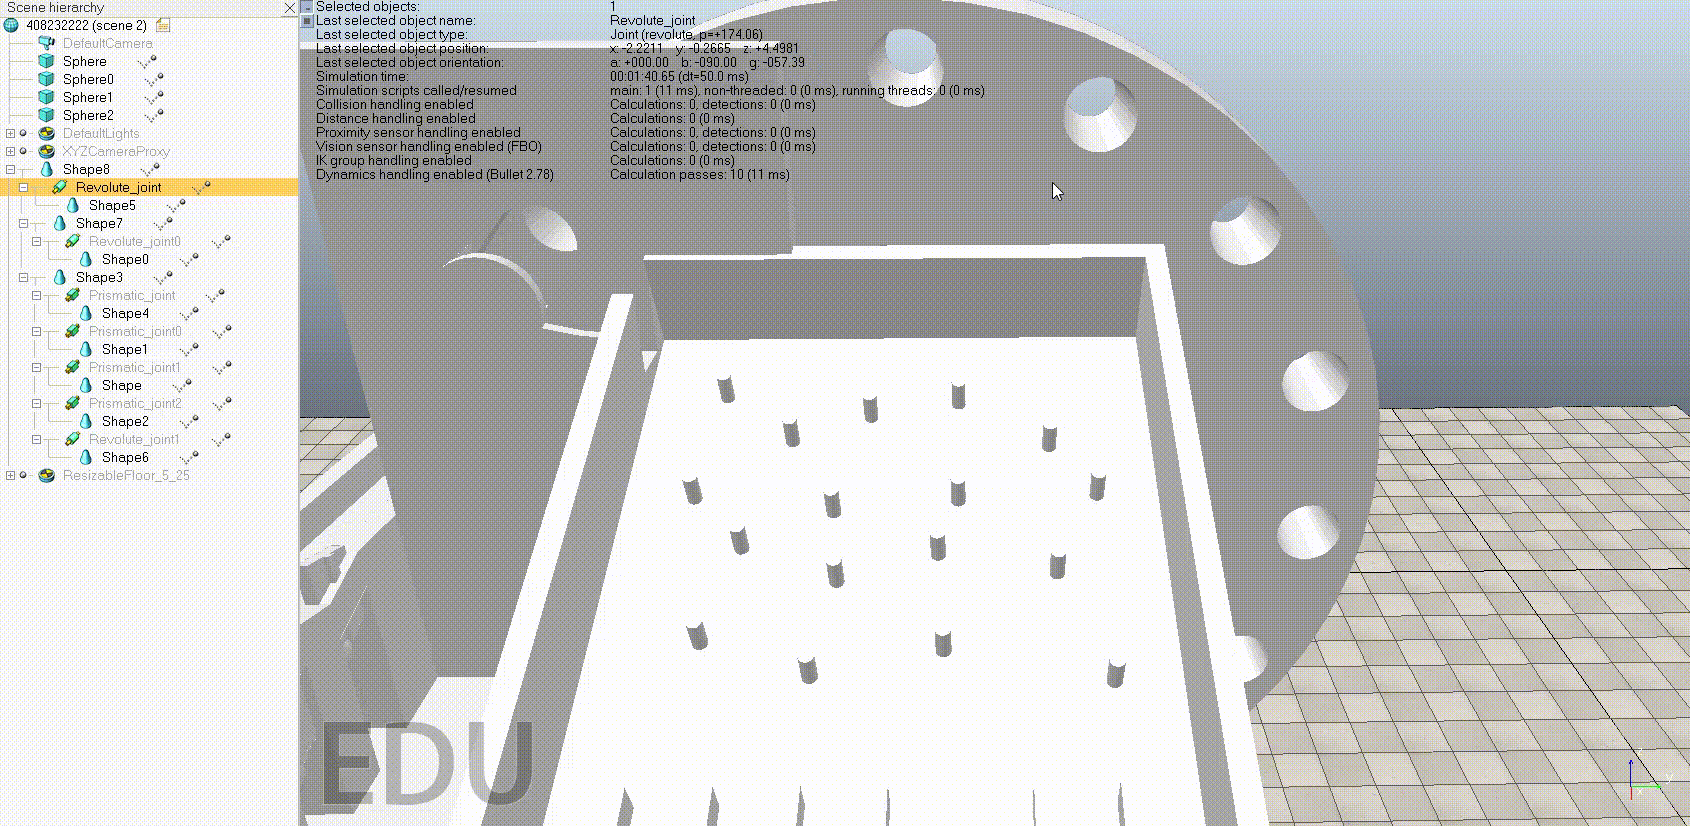 Scene hierarchy
408232222 (scene 2)
DefaultCamera
Sphere
Sphere0
Sphere1
Sphere2
DefaultLights
XYZCameraProxy
Shape8
Revolute_joint
Shape5
Shape7
Revolute_joint0
Shape0
Shape3
Prismatic_joint
Shape4
Prismatic_joint0
Shape1
Prismatic_joint1
Shape
Prismatic_joint2
Shape2
Revolute_joint1
Shape6
ResizableFloor_5_25
Selected objects: 1
Last selected object name: Revolute_joint
Last selected object type: Joint (revolute, p=+174.06)
Last selected object position: x: -2.2211 y: -0.2665 z: +4.4981
Last selected object orientation: a: +000.00 b: -090.00 g: -057.39
Simulation time: 00:01:40.65 (dt=50.0 ms)
Simulation scripts called/resumed main: 1 (11 ms), non-threaded: 0 (0 ms), running threads: 0 (0 ms)
Collision handling enabled Calculations: 0, detections: 0 (0 ms)
Distance handling enabled Calculations: 0 (0 ms)
Proximity sensor handling enabled Calculations: 0, detections: 0 (0 ms)
Vision sensor handling enabled (FBO) Calculations: 0, detections: 0 (0 ms)
IK group handling enabled Calculations: 0 (0 ms)
Dynamics handling enabled (Bullet 2.78) Calculation passes: 10 (11 ms)
EDU